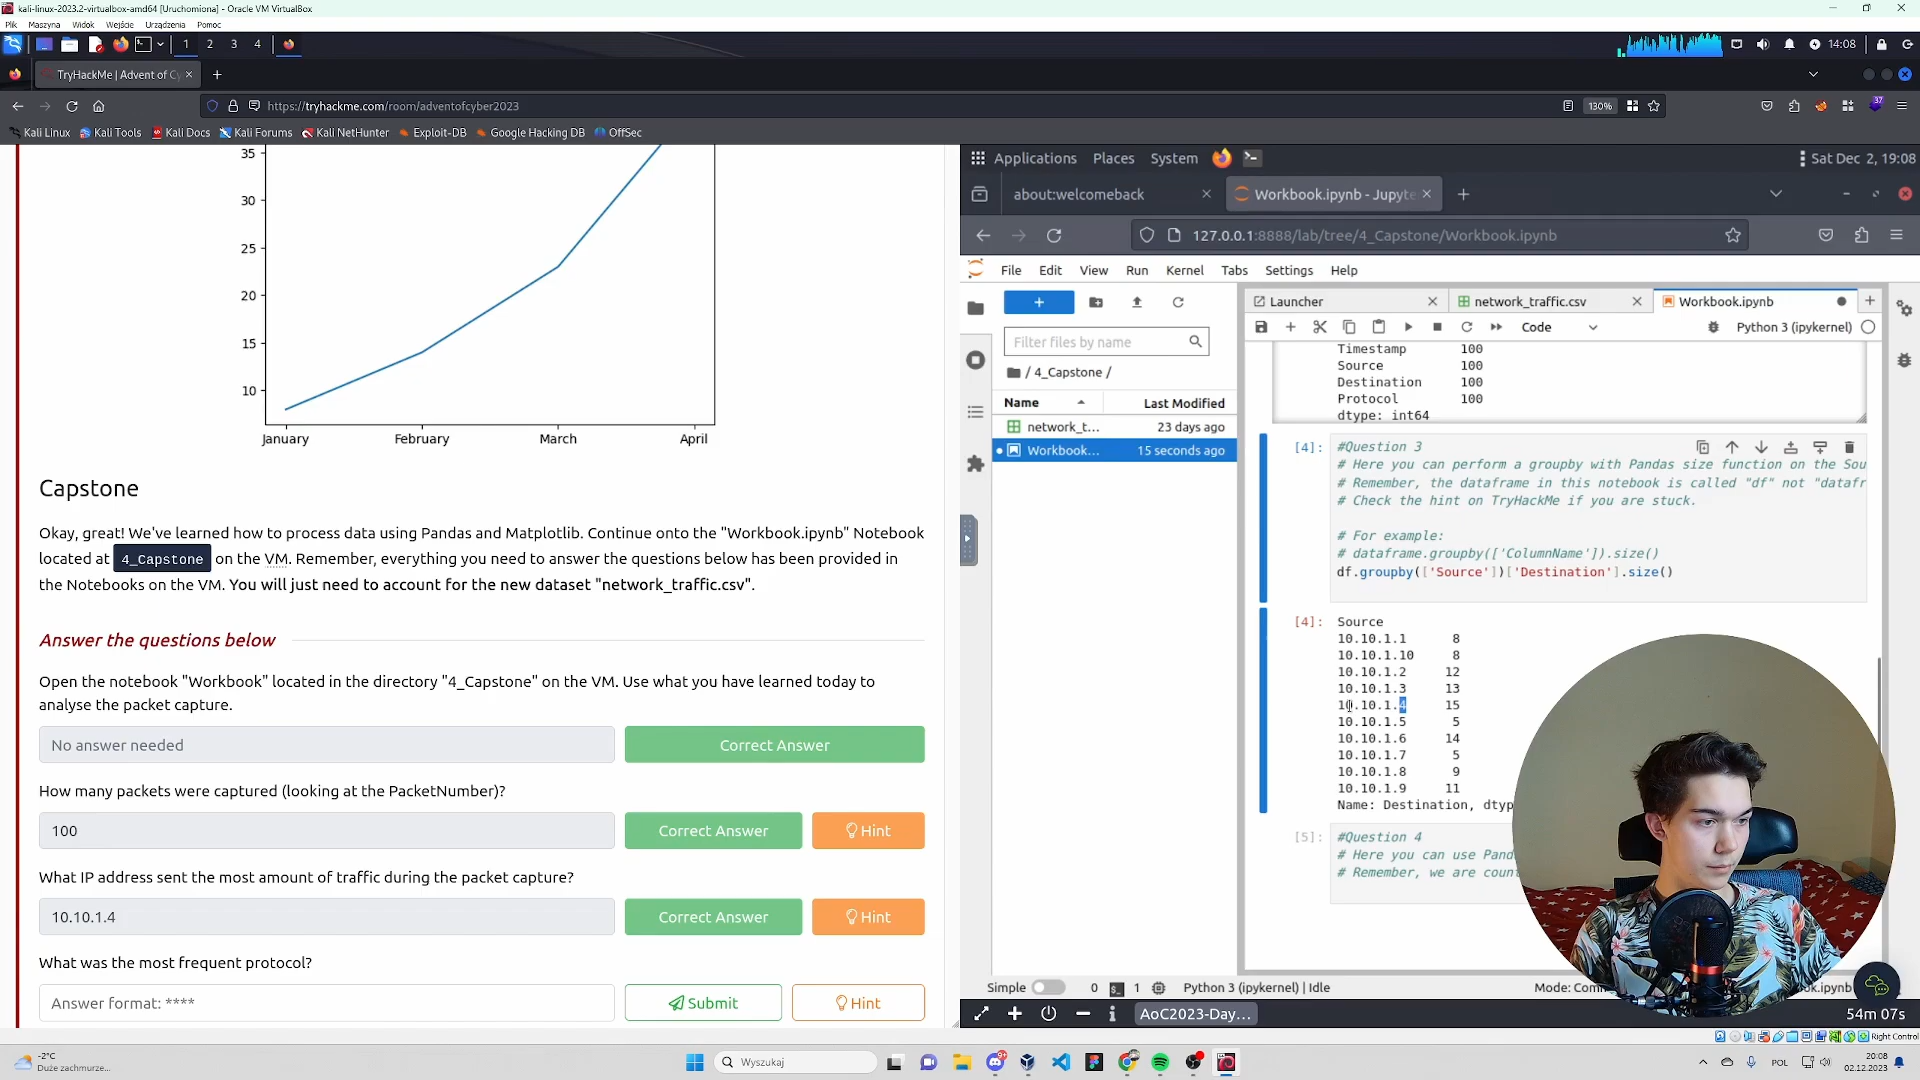 kali-linux-2023.2-virtualbox-amd64 [Uruchomiona] - Oracle VM VirtualBox
Plik Maszyna Widok Wejście Urządzenia Pomoc
1 2 3 4
14:08
TryHackMe | Advent of Cy
https://tryhackme.com/room/adventofcyber2023
130%
37
Kali Linux Kali Tools Kali Docs Kali Forums Kali NetHunter Exploit-DB Google Hacking DB OffSec
35
30
25
20
15
10
January February March April
Capstone
Okay, great! We've learned how to process data using Pandas and Matplotlib. Continue onto the "Workbook.ipynb" Notebook
located at 4_Capstone on the VM. Remember, everything you need to answer the questions below has been provided in
the Notebooks on the VM. You will just need to account for the new dataset "network_traffic.csv".
Answer the questions below
Open the notebook "Workbook" located in the directory "4_Capstone" on the VM. Use what you have learned today to
analyse the packet capture.
No answer needed
Correct Answer
How many packets were captured (looking at the PacketNumber)?
100
Correct Answer
Hint
What IP address sent the most amount of traffic during the packet capture?
10.10.1.4
Correct Answer
Hint
What was the most frequent protocol?
Answer format: ****
Submit
Hint
Applications Places System
Sat Dec 2, 19:08
about:welcomeback
Workbook.ipynb - Jupyte
127.0.0.1:8888/lab/tree/4_Capstone/Workbook.ipynb
File Edit View Run Kernel Tabs Settings Help
Filter files by name
/ 4_Capstone /
Name Last Modified
network_t... 23 days ago
Workbook... 15 seconds ago
Launcher
network_traffic.csv
Workbook.ipynb
Code
Python 3 (ipykernel)
Timestamp 100
Source 100
Destination 100
Protocol 100
dtype: int64
[4]: #Question 3
# Here you can perform a groupby with Pandas size function on the Sou
# Remember, the dataframe in this notebook is called "df" not "datafr
# Check the hint on TryHackMe if you are stuck.
# For example:
# dataframe.groupby(['ColumnName']).size()
df.groupby(['Source'])['Destination'].size()
[4]: Source
10.10.1.1 8
10.10.1.10 8
10.10.1.2 12
10.10.1.3 13
10.10.1.4 15
10.10.1.5 5
10.10.1.6 14
10.10.1.7 5
10.10.1.8 9
10.10.1.9 11
Name: Destination, dtyp
[5]: #Question 4
# Here you can use Pand
# Remember, we are coun
Simple 0 1 Python 3 (ipykernel) | Idle
Mode: Comm
ok.ipynb
AoC2023-Day...
54m 07s
Right Control
-2°C
Duże zachmurze...
Wyszukaj
POL
20:08
02.12.2023